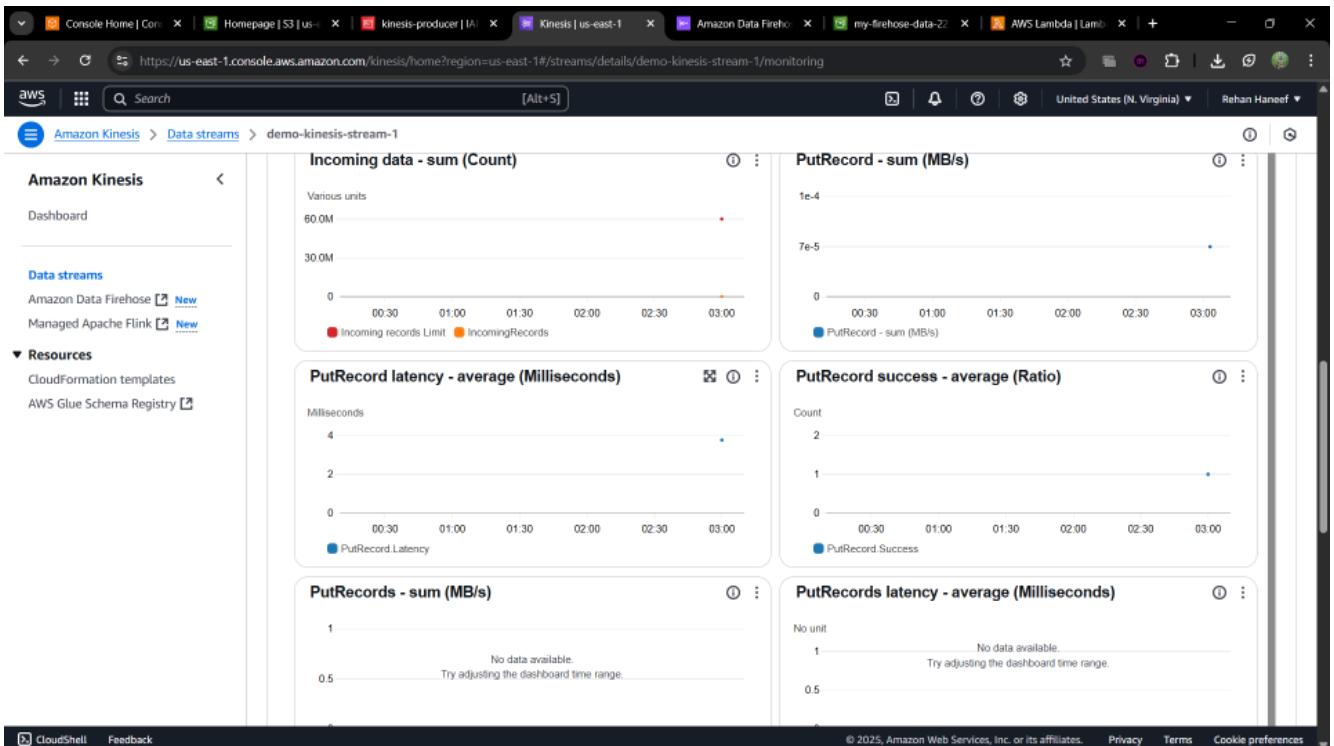 Console Home | Con
Homepage | S3 | us-e
kinesis-producer | IA
Kinesis | us-east-1
Amazon Data Fireho
my-firehose-data-22
AWS Lambda | Lamb
https://us-east-1.console.aws.amazon.com/kinesis/home?region=us-east-1#/streams/details/demo-kinesis-stream-1/monitoring
aws
Search
[Alt+S]
United States (N. Virginia)
Rehan Haneef
Amazon Kinesis > Data streams > demo-kinesis-stream-1
Amazon Kinesis
Dashboard
Data streams
Amazon Data Firehose New
Managed Apache Flink New
Resources
CloudFormation templates
AWS Glue Schema Registry
Incoming data - sum (Count)
Various units
60.0M
30.0M
0
00:30 01:00 01:30 02:00 02:30 03:00
Incoming records Limit IncomingRecords
PutRecord - sum (MB/s)
1e-4
7e-5
0
00:30 01:00 01:30 02:00 02:30 03:00
PutRecord - sum (MB/s)
PutRecord latency - average (Milliseconds)
Milliseconds
4
2
0
00:30 01:00 01:30 02:00 02:30 03:00
PutRecord.Latency
PutRecord success - average (Ratio)
Count
2
1
0
00:30 01:00 01:30 02:00 02:30 03:00
PutRecord.Success
PutRecords - sum (MB/s)
1
No data available.
Try adjusting the dashboard time range.
0.5
PutRecords latency - average (Milliseconds)
No unit
1
No data available.
Try adjusting the dashboard time range.
0.5
CloudShell Feedback
© 2025, Amazon Web Services, Inc. or its affiliates. Privacy Terms Cookie preferences